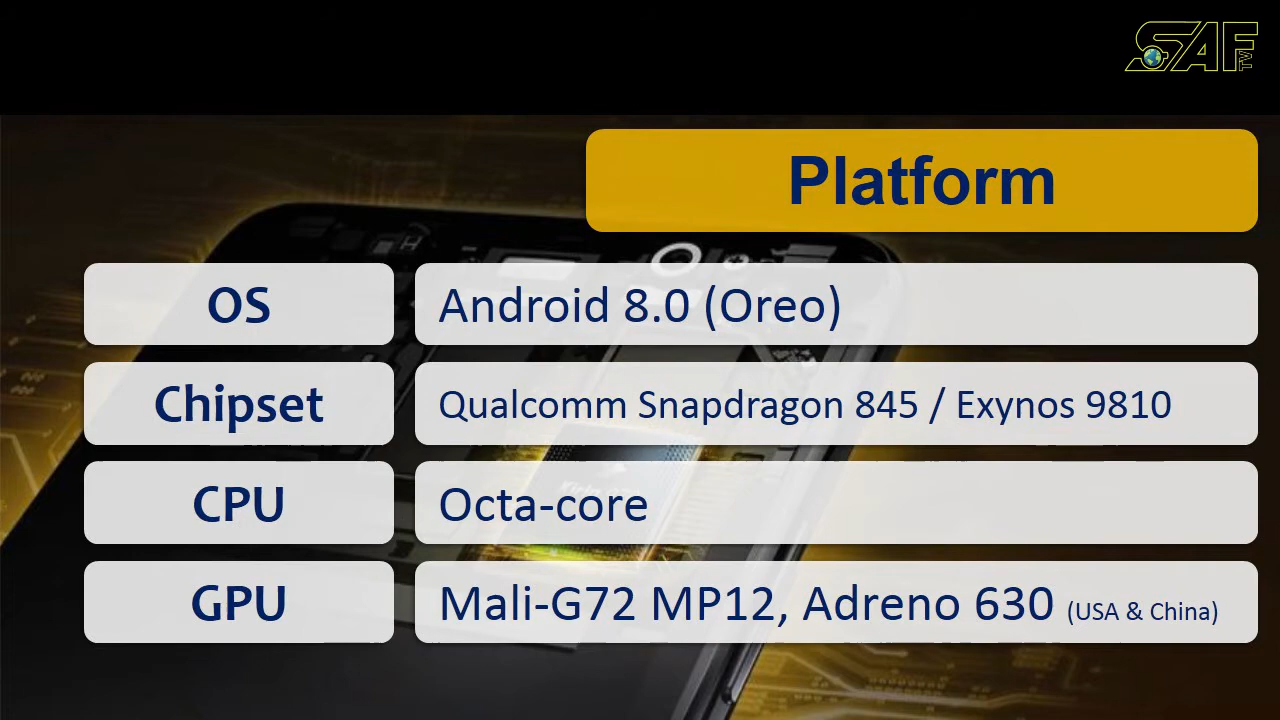 SAF
TW
Platform
OS
Android 8.0 (Oreo)
Chipset
Qualcomm Snapdragon 845 / Exynos 9810
CPU
Octa-core
GPU
Mali-G72 MP12, Adreno 630 (USA & China)